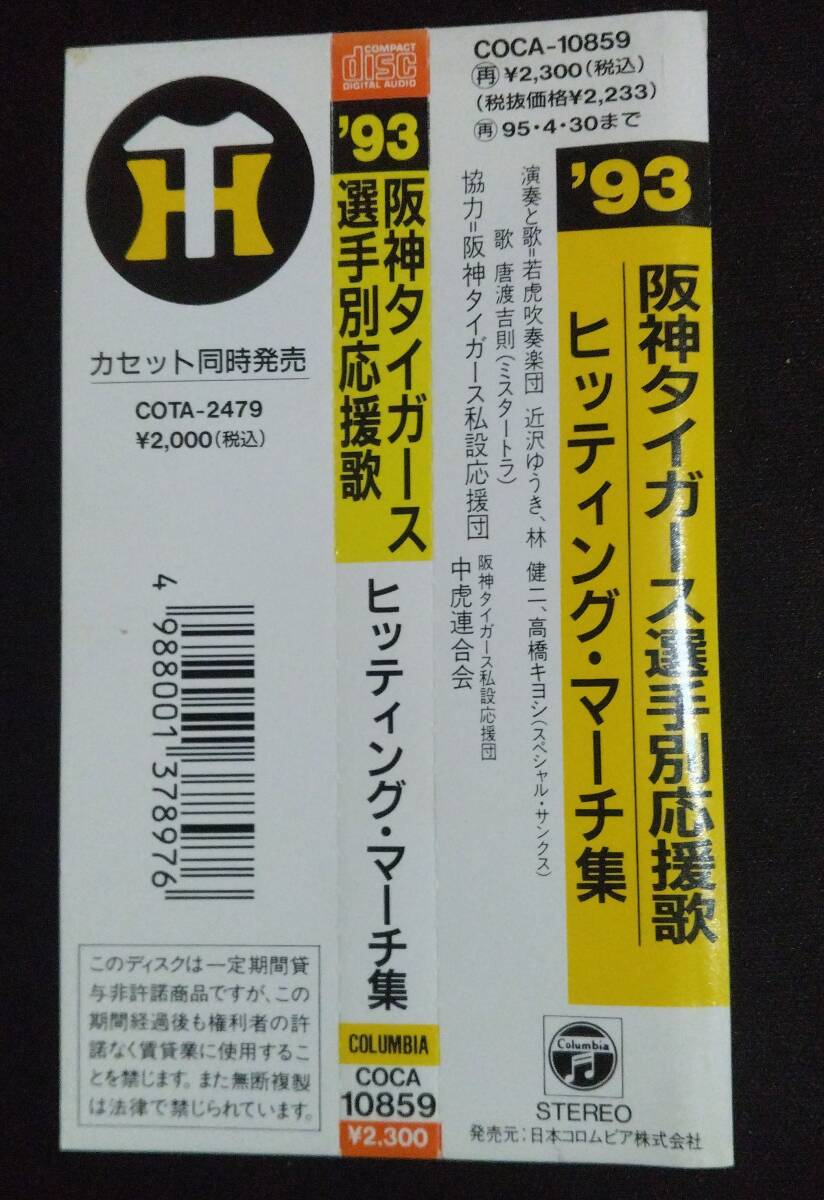 COCA-10859
再 ¥2,300(税込)
(税抜価格¥2,233)
再 95・4・30まで
'93
阪神タイガース選手別応援歌
ヒッティング・マーチ集
演奏と歌=若虎吹奏楽団 近沢ゆうき、林 健二、高橋キヨシ(スペシャル・サンクス)
歌 唐渡吉則(ミスタートラ)
協力=阪神タイガース私設応援団
阪神タイガース私設応援団
中虎連合会
Columbia
STEREO
発売元:日本コロムビア株式会社
COMPACT
disc
DIGITAL AUDIO
'93
阪神タイガース
選手別応援歌
ヒッティング・マーチ集
COLUMBIA
COCA
10859
¥2,300
TH
カセット同時発売
COTA-2479
¥2,000(税込)
4 988001 378976
このディスクは一定期間貸
与非許諾商品ですが、この
期間経過後も権利者の許
諾なく賃貸業に使用するこ
とを禁じます。また無断複製
は法律で禁じられています。